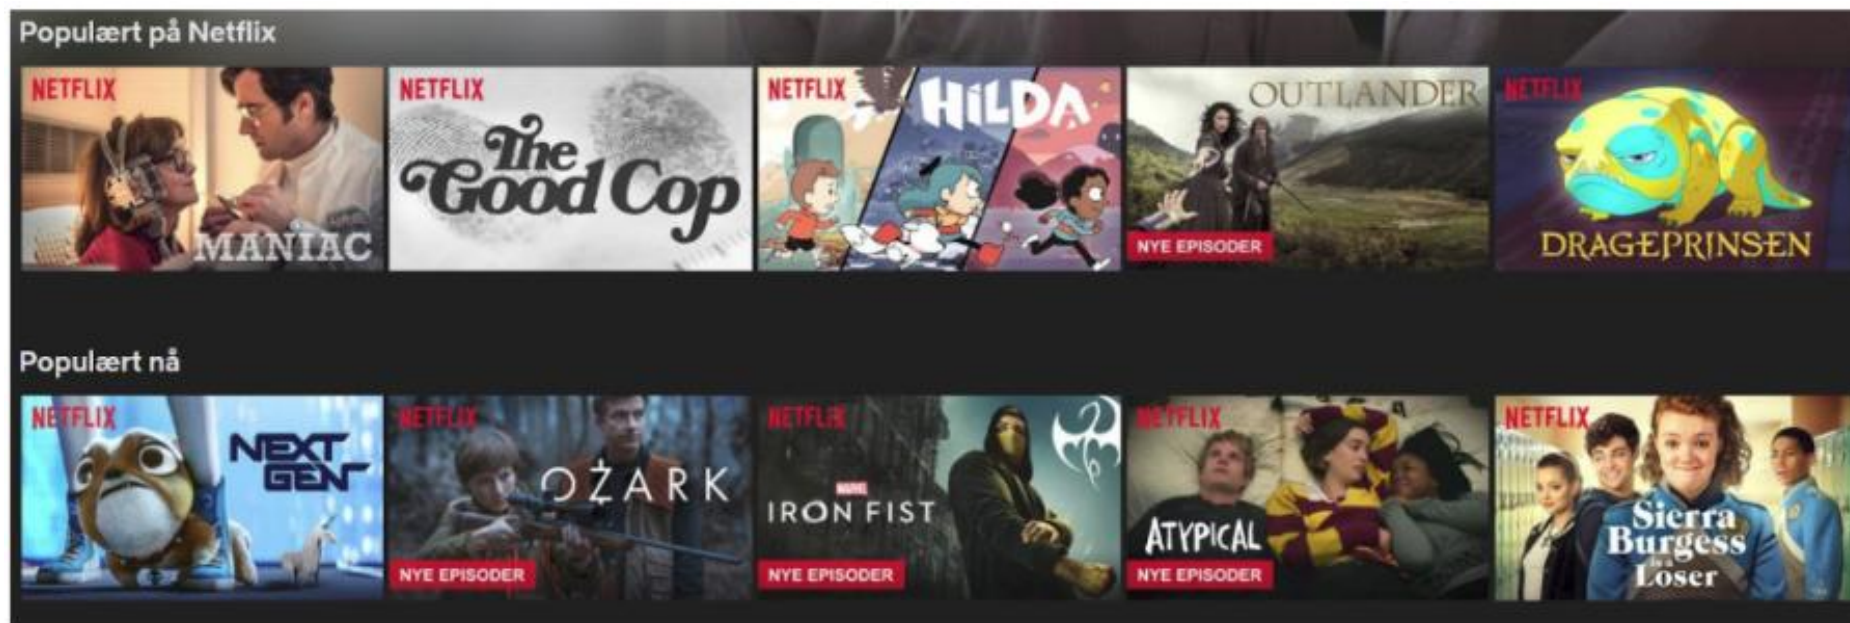 Populært på Netflix
NETFLIX
MANIAC
NETFLIX
The
Good Cop
NETFLIX
HILDA
OUTLANDER
NYE EPISODER
NETFLIX
DRAGEPRINSEN
Populært nå
NETFLIX
NEXT
GEN
NETFLIX
OZARK
NYE EPISODER
NETFLIX
MARVEL
IRON FIST
NYE EPISODER
NETFLIX
ATYPICAL
NYE EPISODER
NETFLIX
Sierra
Burgess
is a
Loser